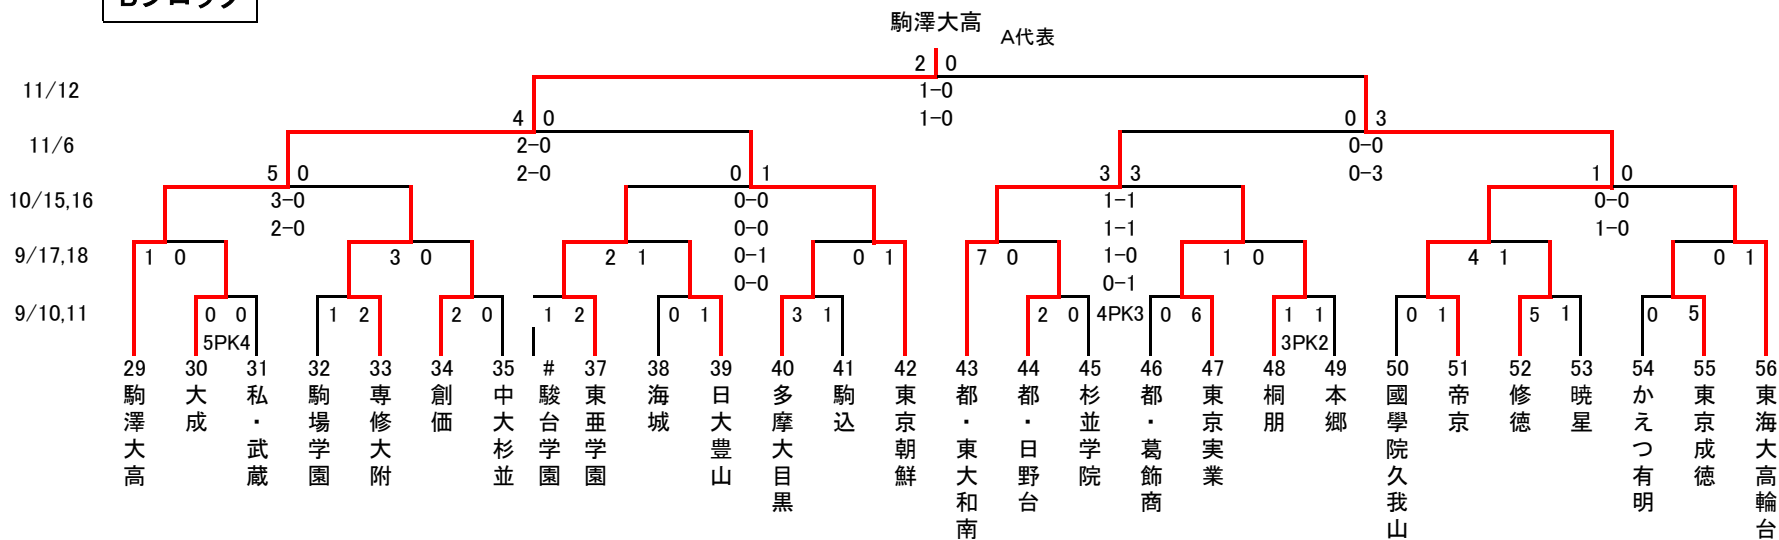 Bブロック
駒澤大高
A代表
2 0
11/12
1-0
1-0
4 0
0 3
11/6
2-0
0-0
2-0
0-3
5 0
0 1
3 3
1 0
10/15,16
3-0
0-0
1-1
0-0
2-0
0-0
1-1
1-0
9/17,18
1 0
3 0
2 1
0-1
0 1
7 0
1-0
1 0
4 1
0 1
0-0
0-1
9/10,11
0 0
1 2
2 0
1 2
0 1
3 1
2 0
4PK3
0 6
1 1
0 1
5 1
0 5
5PK4
3PK2
29 駒澤大高
30 大成
31 私・武蔵
32 駒場学園
33 専修大附
34 創価
35 中大杉並
# 駿台学園
37 東亜学園
38 海城
39 日大豊山
40 多摩大目黒
41 駒込
42 東京朝鮮
43 都・東大和南
44 都・日野台
45 杉並学院
46 都・葛飾商
47 東京実業
48 桐朋
49 本郷
50 國學院久我山
51 帝京
52 修徳
53 暁星
54 かえつ有明
55 東京成徳
56 東海大高輪台